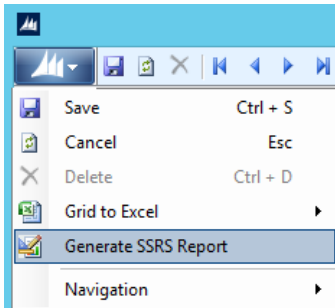 Save Ctrl + S
Cancel Esc
Delete Ctrl + D
Grid to Excel
Generate SSRS Report
Navigation